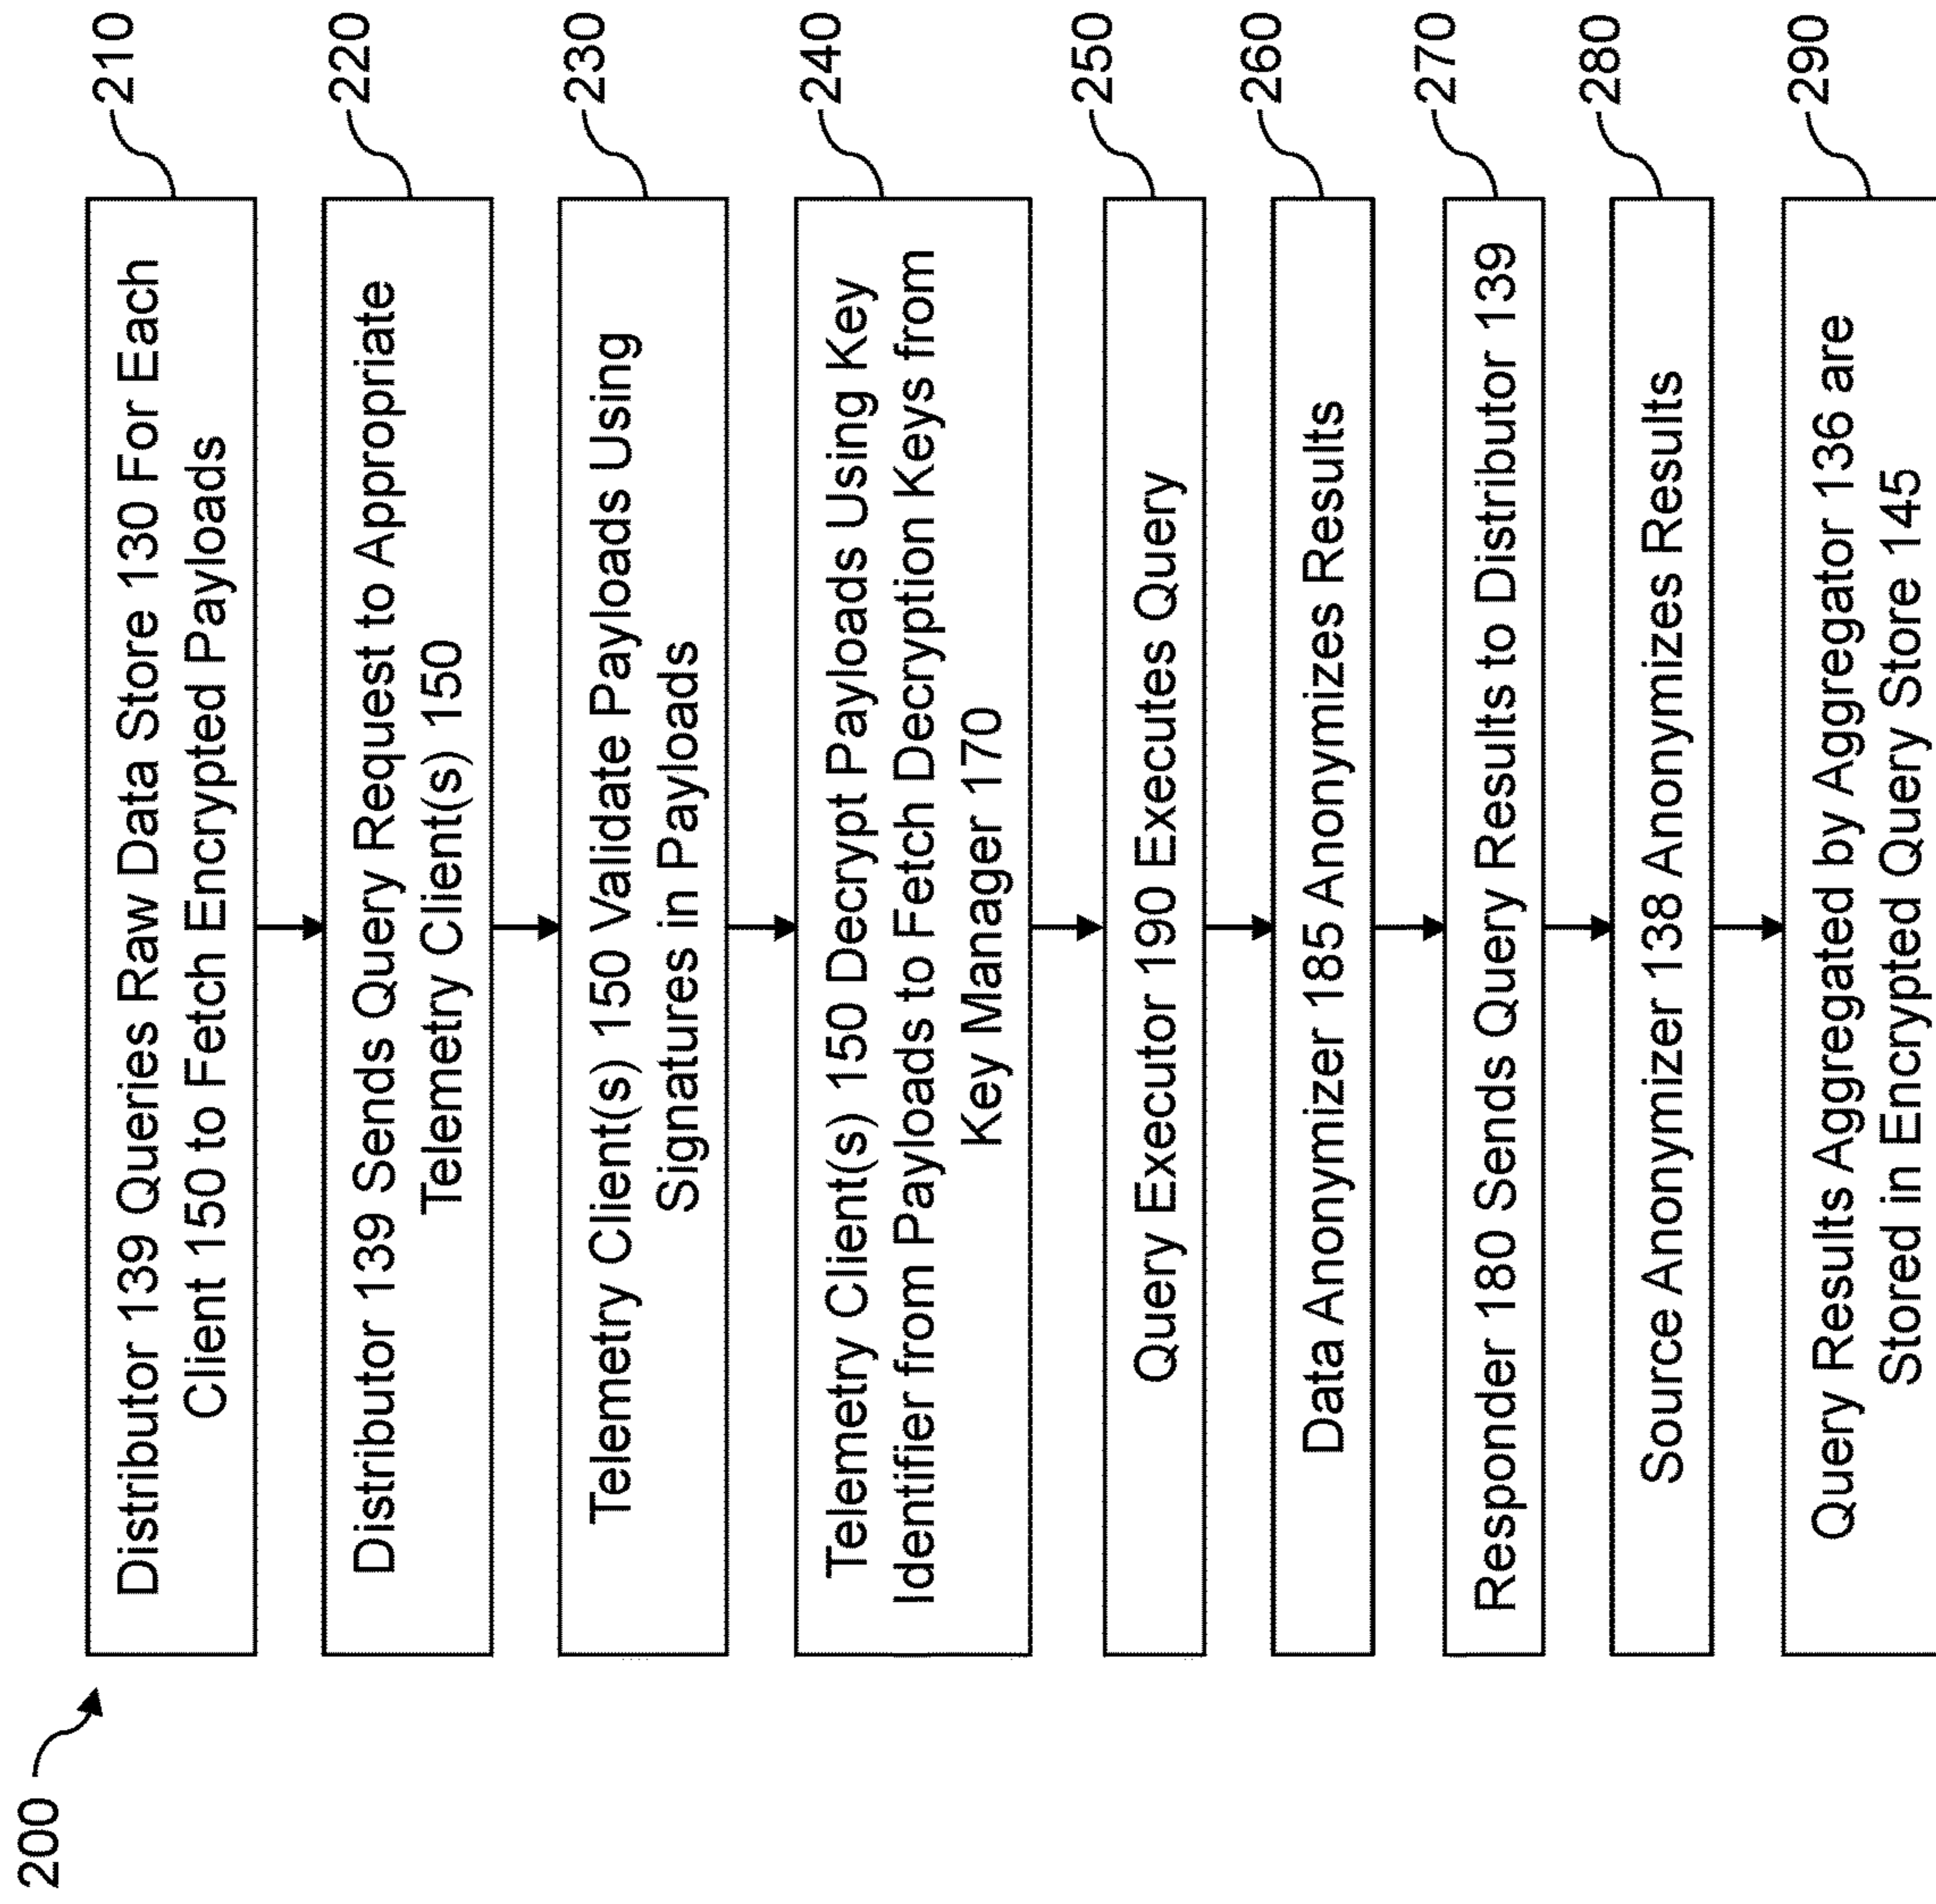 200
Distributor 139 Queries Raw Data Store 130 For Each
Client 150 to Fetch Encrypted Payloads
210
Distributor 139 Sends Query Request to Appropriate
Telemetry Client(s) 150
220
Telemetry Client(s) 150 Validate Payloads Using
Signatures in Payloads
230
Telemetry Client(s) 150 Decrypt Payloads Using Key
Identifier from Payloads to Fetch Decryption Keys from
Key Manager 170
240
Query Executor 190 Executes Query
250
Data Anonymizer 185 Anonymizes Results
260
Responder 180 Sends Query Results to Distributor 139
270
Source Anonymizer 138 Anonymizes Results
280
Query Results Aggregated by Aggregator 136 are
Stored in Encrypted Query Store 145
290